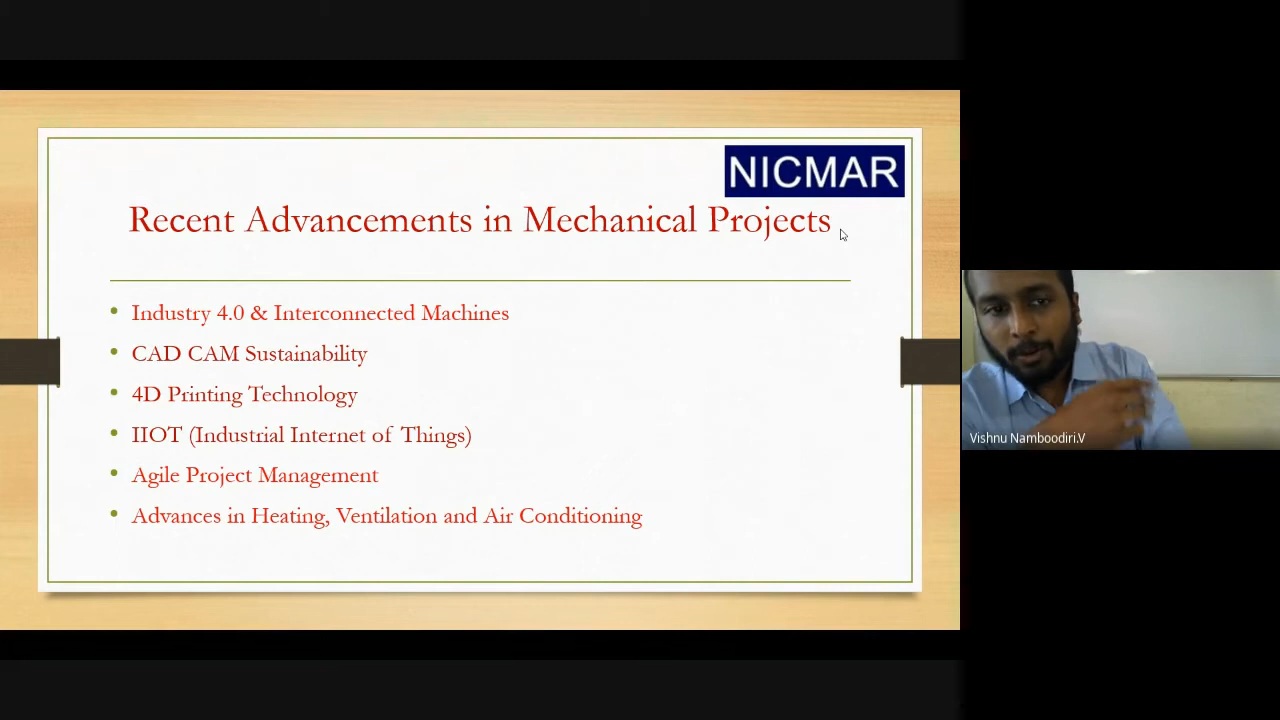 NICMAR
Recent Advancements in Mechanical Projects
• Industry 4.0 & Interconnected Machines
• CAD CAM Sustainability
• 4D Printing Technology
• IIOT (Industrial Internet of Things)
• Agile Project Management
• Advances in Heating, Ventilation and Air Conditioning
Vishnu Namboodiri.V